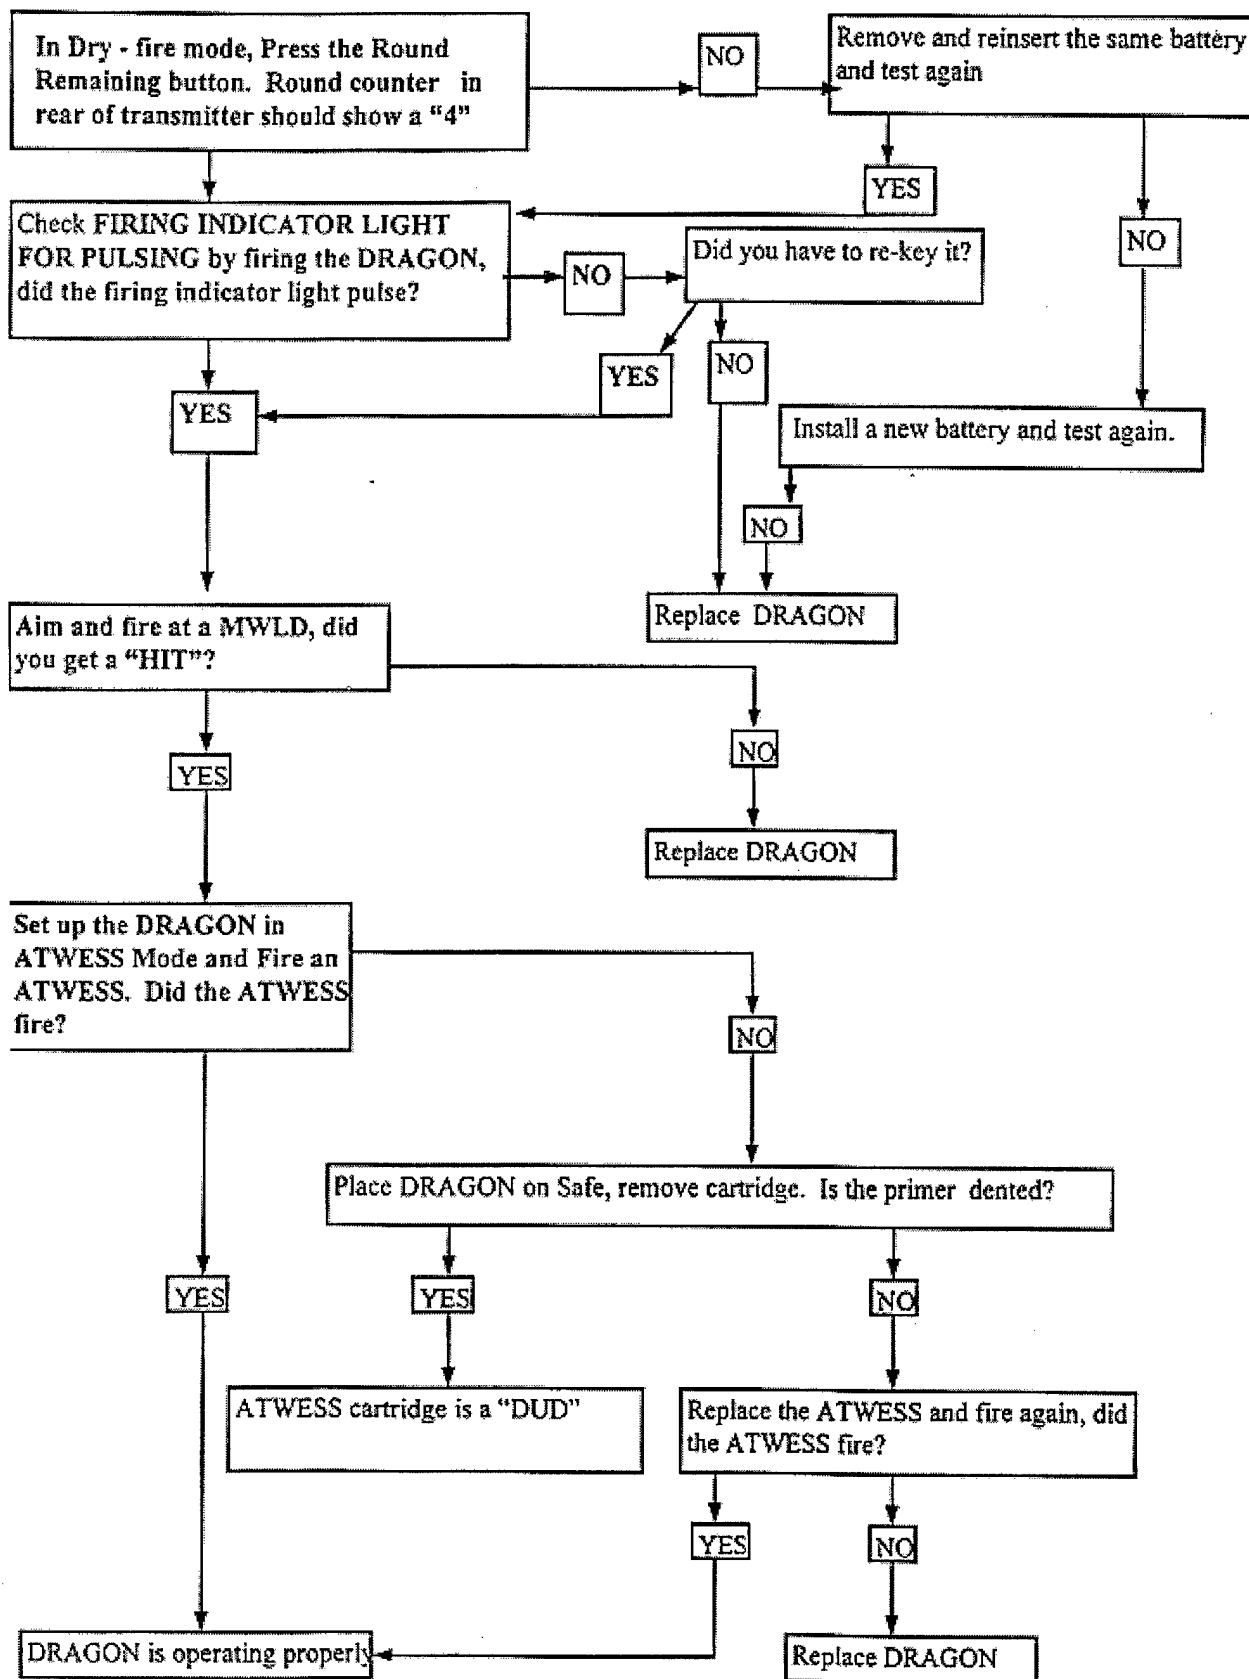 In Dry - fire mode, Press the Round
Remaining button. Round counter in
rear of transmitter should show a “4”
NO
Remove and reinsert the same battery
and test again
YES
NO
Check FIRING INDICATOR LIGHT
FOR PULSING by firing the DRAGON,
did the firing indicator light pulse?
NO
Did you have to re-key it?
YES
NO
YES
Install a new battery and test again.
NO
Replace DRAGON
Aim and fire at a MWLD, did
you get a “HIT”?
NO
YES
Replace DRAGON
Set up the DRAGON in
ATWESS Mode and Fire an
ATWESS. Did the ATWESS
fire?
NO
Place DRAGON on Safe, remove cartridge. Is the primer dented?
YES
YES
NO
ATWESS cartridge is a “DUD”
Replace the ATWESS and fire again, did
the ATWESS fire?
YES
NO
DRAGON is operating properly
Replace DRAGON